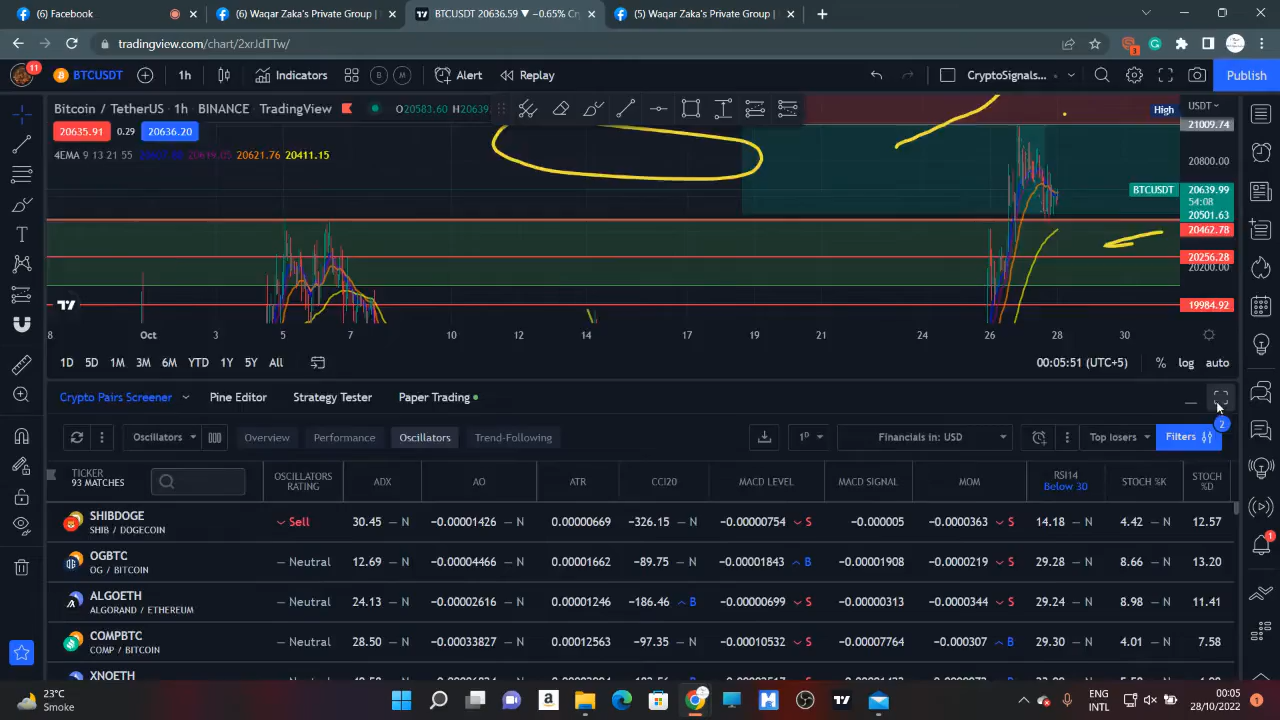 (6) Facebook
(6) Waqar Zaka's Private Group |
BTCUSDT 20636.59 ▼ −0.65% Cr
(5) Waqar Zaka's Private Group |
tradingview.com/chart/2xrJdTTw/
3
11
BTCUSDT
1h
Indicators
B
M
Alert
Replay
CryptoSignals...
Publish
Bitcoin / TetherUS · 1h · BINANCE · TradingView
O20583.60 H20639
High
USDT
20635.91
0.29
20636.20
21009.74
4EMA 9 13 21 55
20621.76
20411.15
20800.00
BTCUSDT
20639.99
54:08
20501.63
20462.78
20256.28
20200.00
19984.92
8
Oct
3
5
7
10
12
14
17
19
21
24
26
28
30
1D
5D
1M
3M
6M
YTD
1Y
5Y
All
00:05:51 (UTC+5)
%
log
auto
Crypto Pairs Screener
Pine Editor
Strategy Tester
Paper Trading
2
Oscillators
Overview
Performance
Oscillators
Trend-Following
1D
Financials in: USD
Top losers
Filters
TICKER
93 MATCHES
OSCILLATORS
RATING
ADX
AO
ATR
CCI20
MACD LEVEL
MACD SIGNAL
MOM
RSI14
Below 30
STOCH %K
STOCH
%D
SHIBDOGE
SHIB / DOGECOIN
Sell
30.45 — N
−0.00001426 — N
0.00000669
−326.15 — N
−0.00000754 S
−0.000005
−0.0000363 S
14.18 — N
4.42 — N
12.57
OGBTC
OG / BITCOIN
— Neutral
12.69 — N
−0.00004466 — N
0.00001662
−89.75 — N
−0.00001843 B
−0.00001908
−0.0000219 S
29.28 — N
8.66 — N
13.20
ALGOETH
ALGORAND / ETHEREUM
— Neutral
24.13 — N
−0.00002616 — N
0.00001246
−186.46 B
−0.00000699 S
−0.00000313
−0.0000344 S
29.24 — N
8.98 — N
11.41
COMPBTC
COMP / BITCOIN
— Neutral
28.50 — N
−0.00033827 — N
0.00012563
−97.35 — N
−0.00010532 S
−0.00007764
−0.000307 B
29.30 — N
4.01 — N
7.58
XNOETH
1
23°C
Smoke
ENG
INTL
00:05
28/10/2022
1